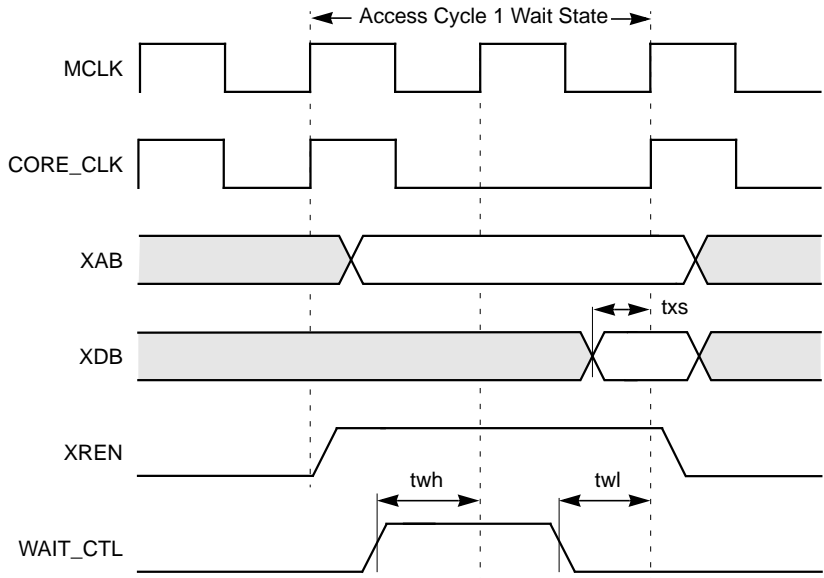 Access Cycle 1 Wait State
MCLK
CORE_CLK
XAB
txs
XDB
XREN
twh
twl
WAIT_CTL